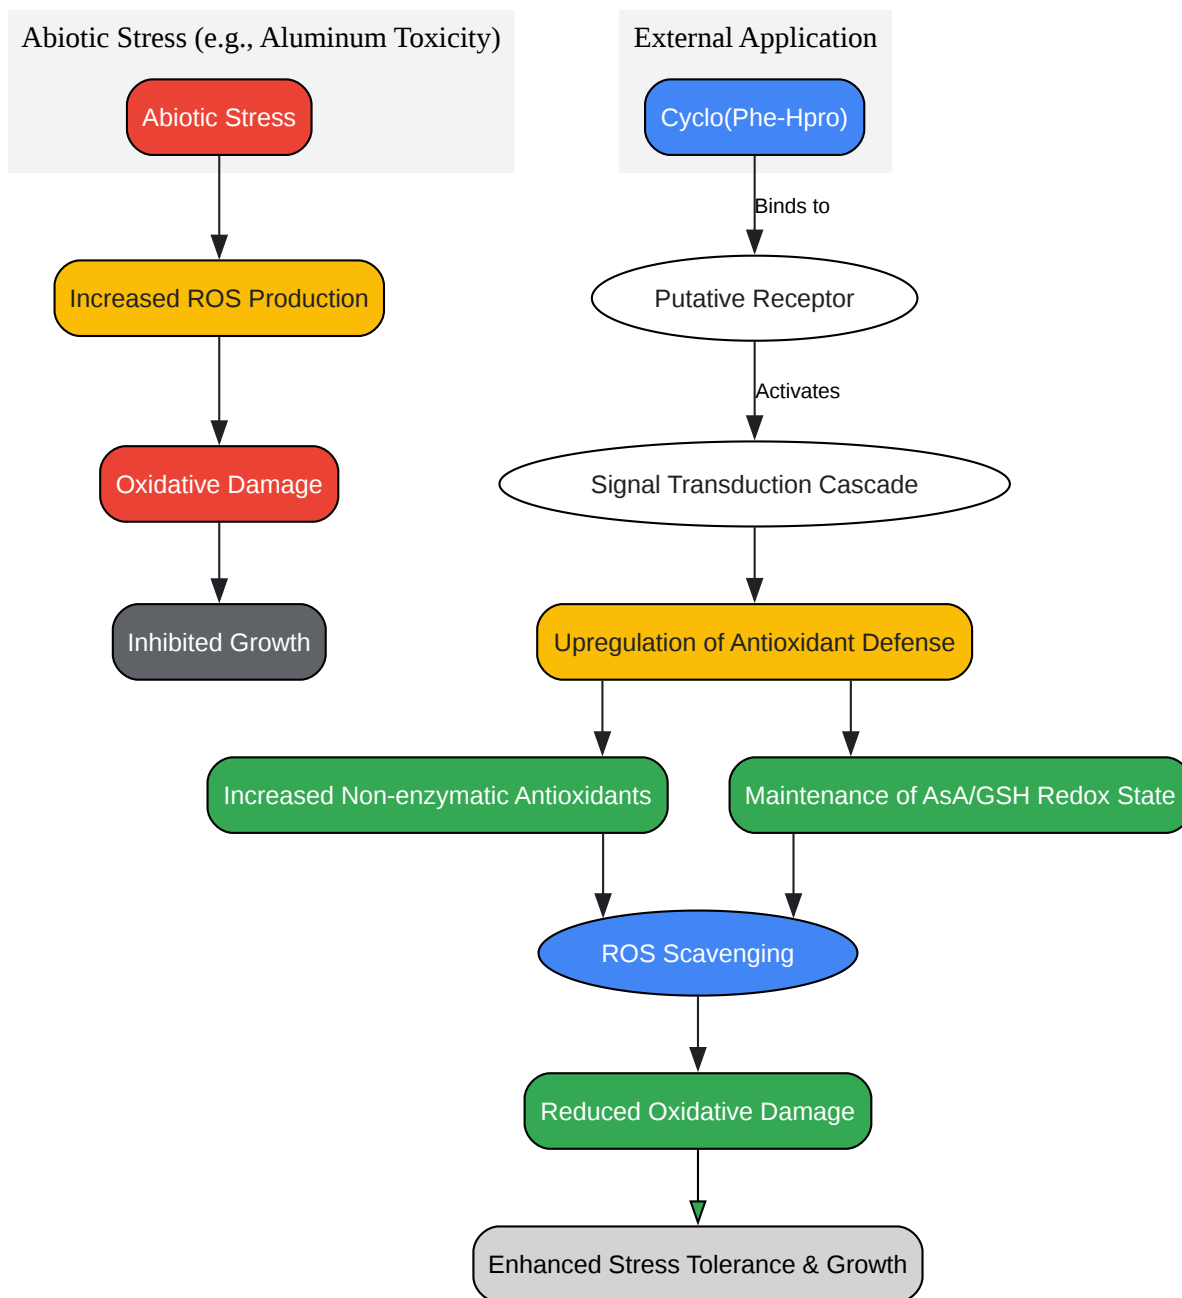 Abiotic Stress (e.g., Aluminum Toxicity)
External Application
Abiotic Stress
Cyclo(Phe-Hpro)
Binds to
Increased ROS Production
Putative Receptor
Activates
Oxidative Damage
Signal Transduction Cascade
Inhibited Growth
Upregulation of Antioxidant Defense
Increased Non-enzymatic Antioxidants
Maintenance of AsA/GSH Redox State
ROS Scavenging
Reduced Oxidative Damage
Enhanced Stress Tolerance & Growth